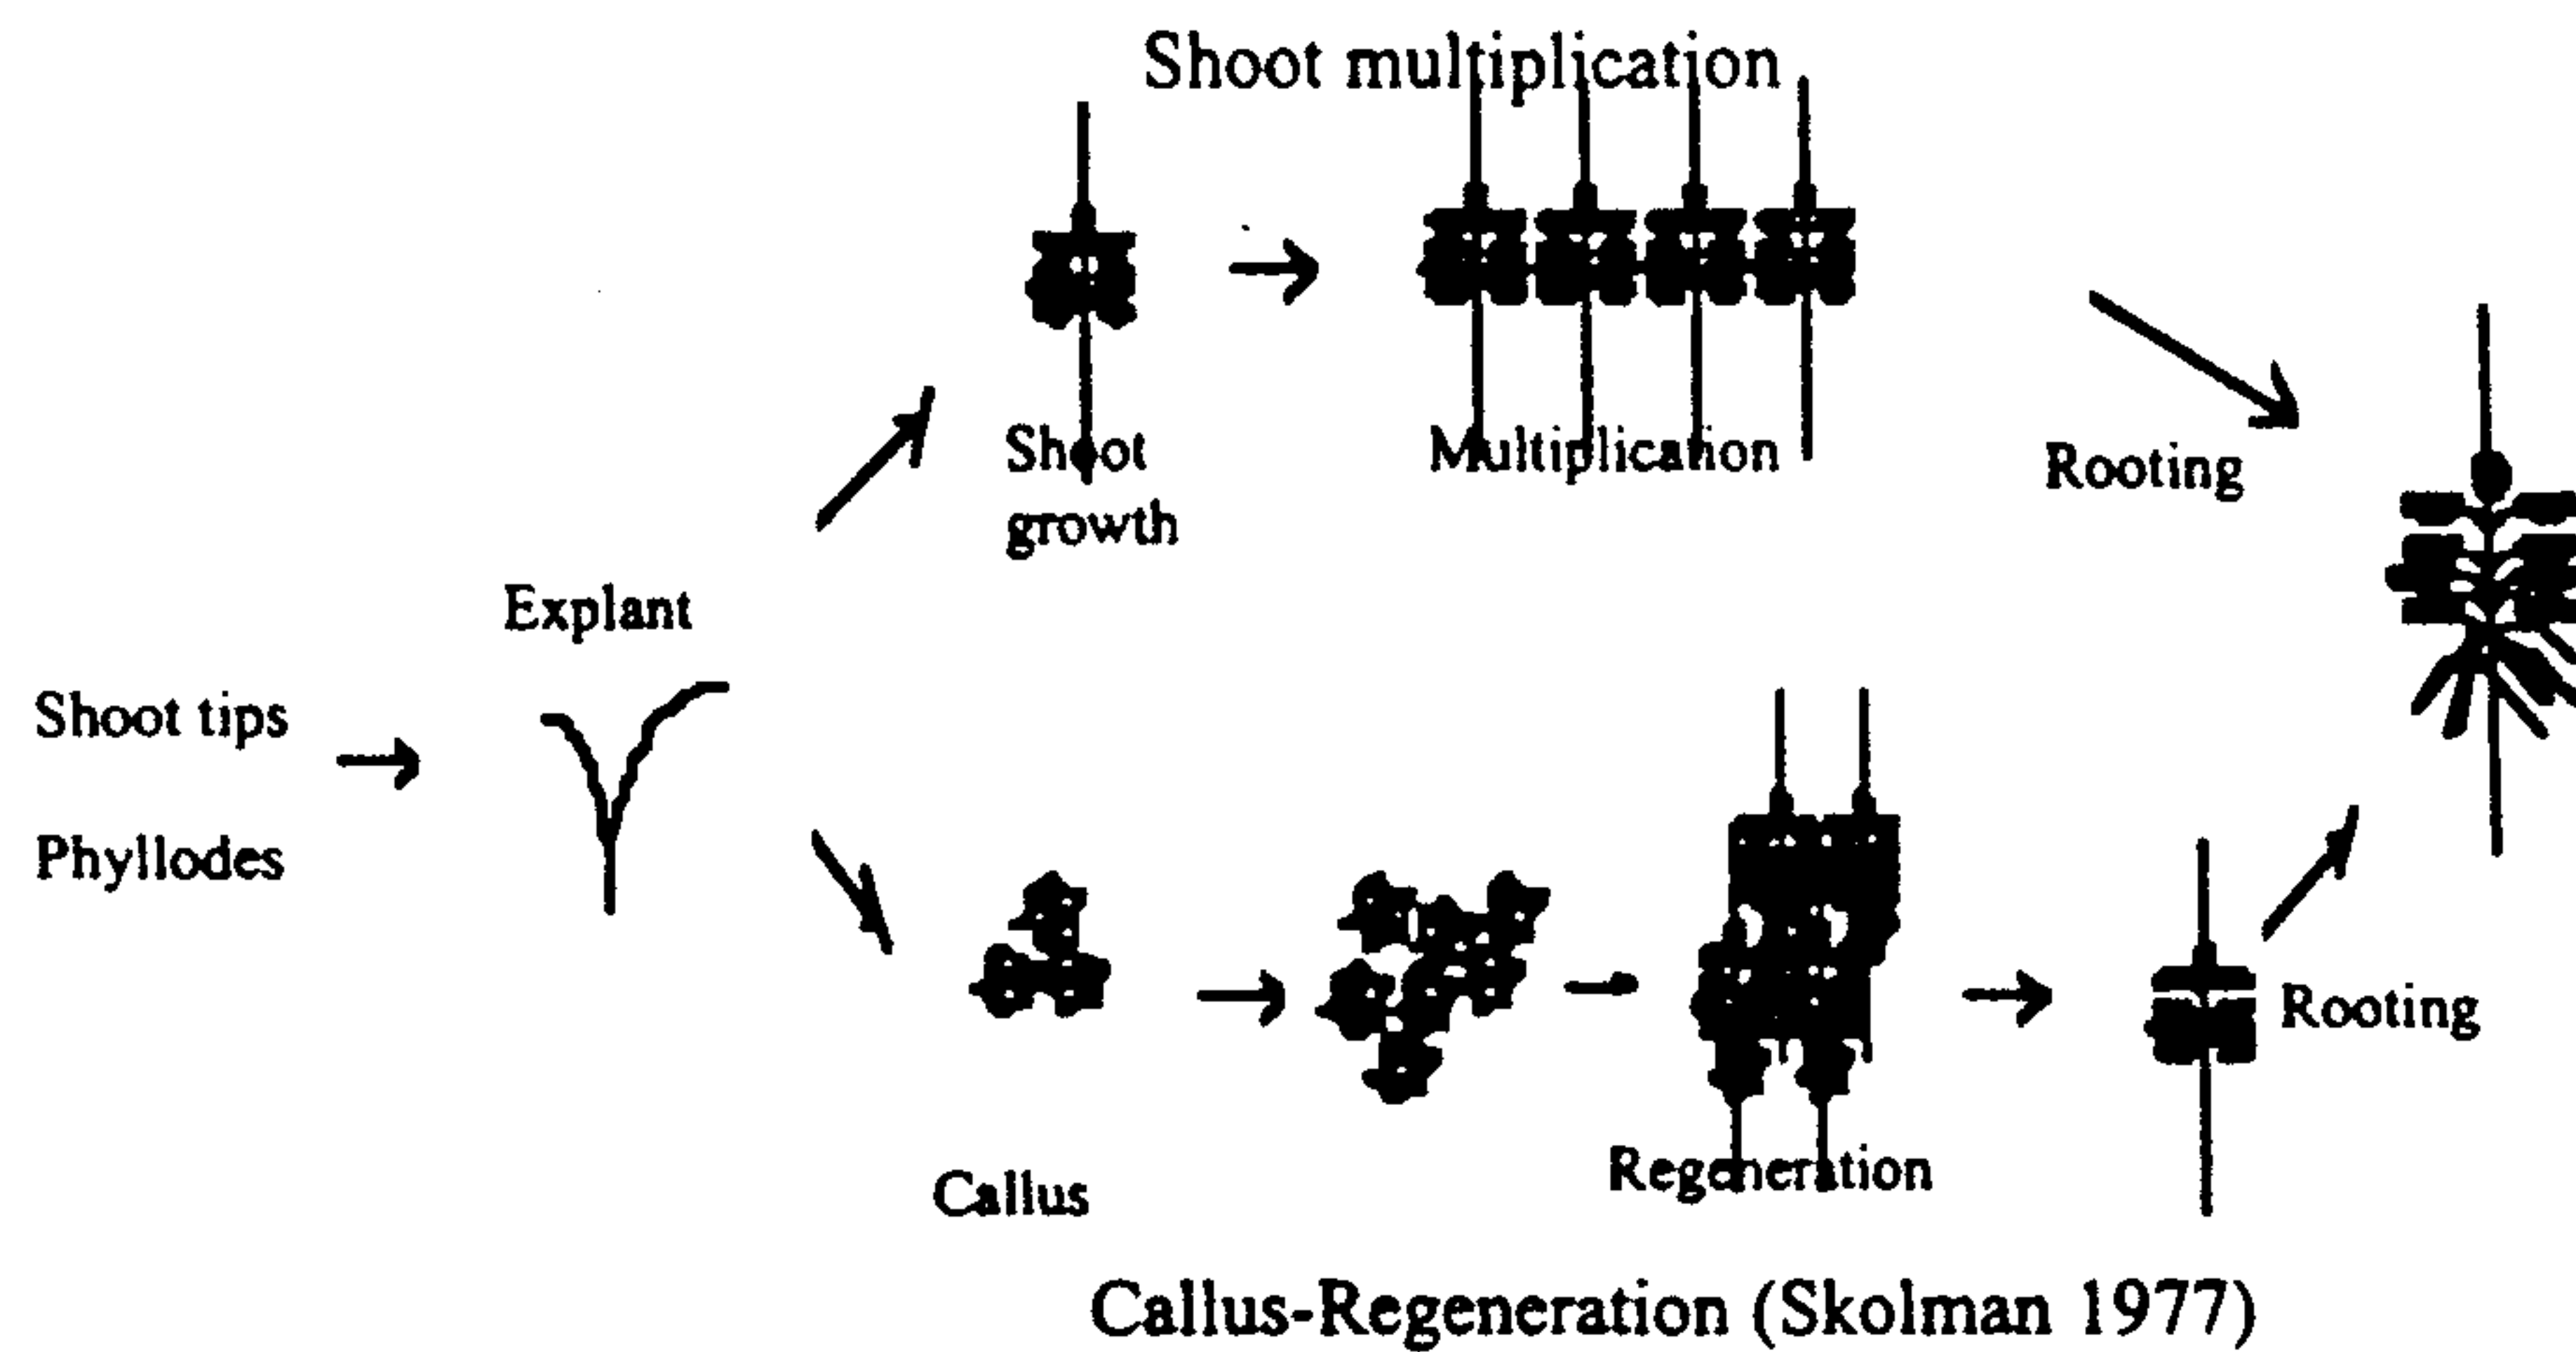 Shoot multiplication
Shoot
growth
Multiplication
Rooting
Explant
Shoot tips
Phyllodes
Callus
Regeneration
Rooting
Callus-Regeneration (Skolman 1977)